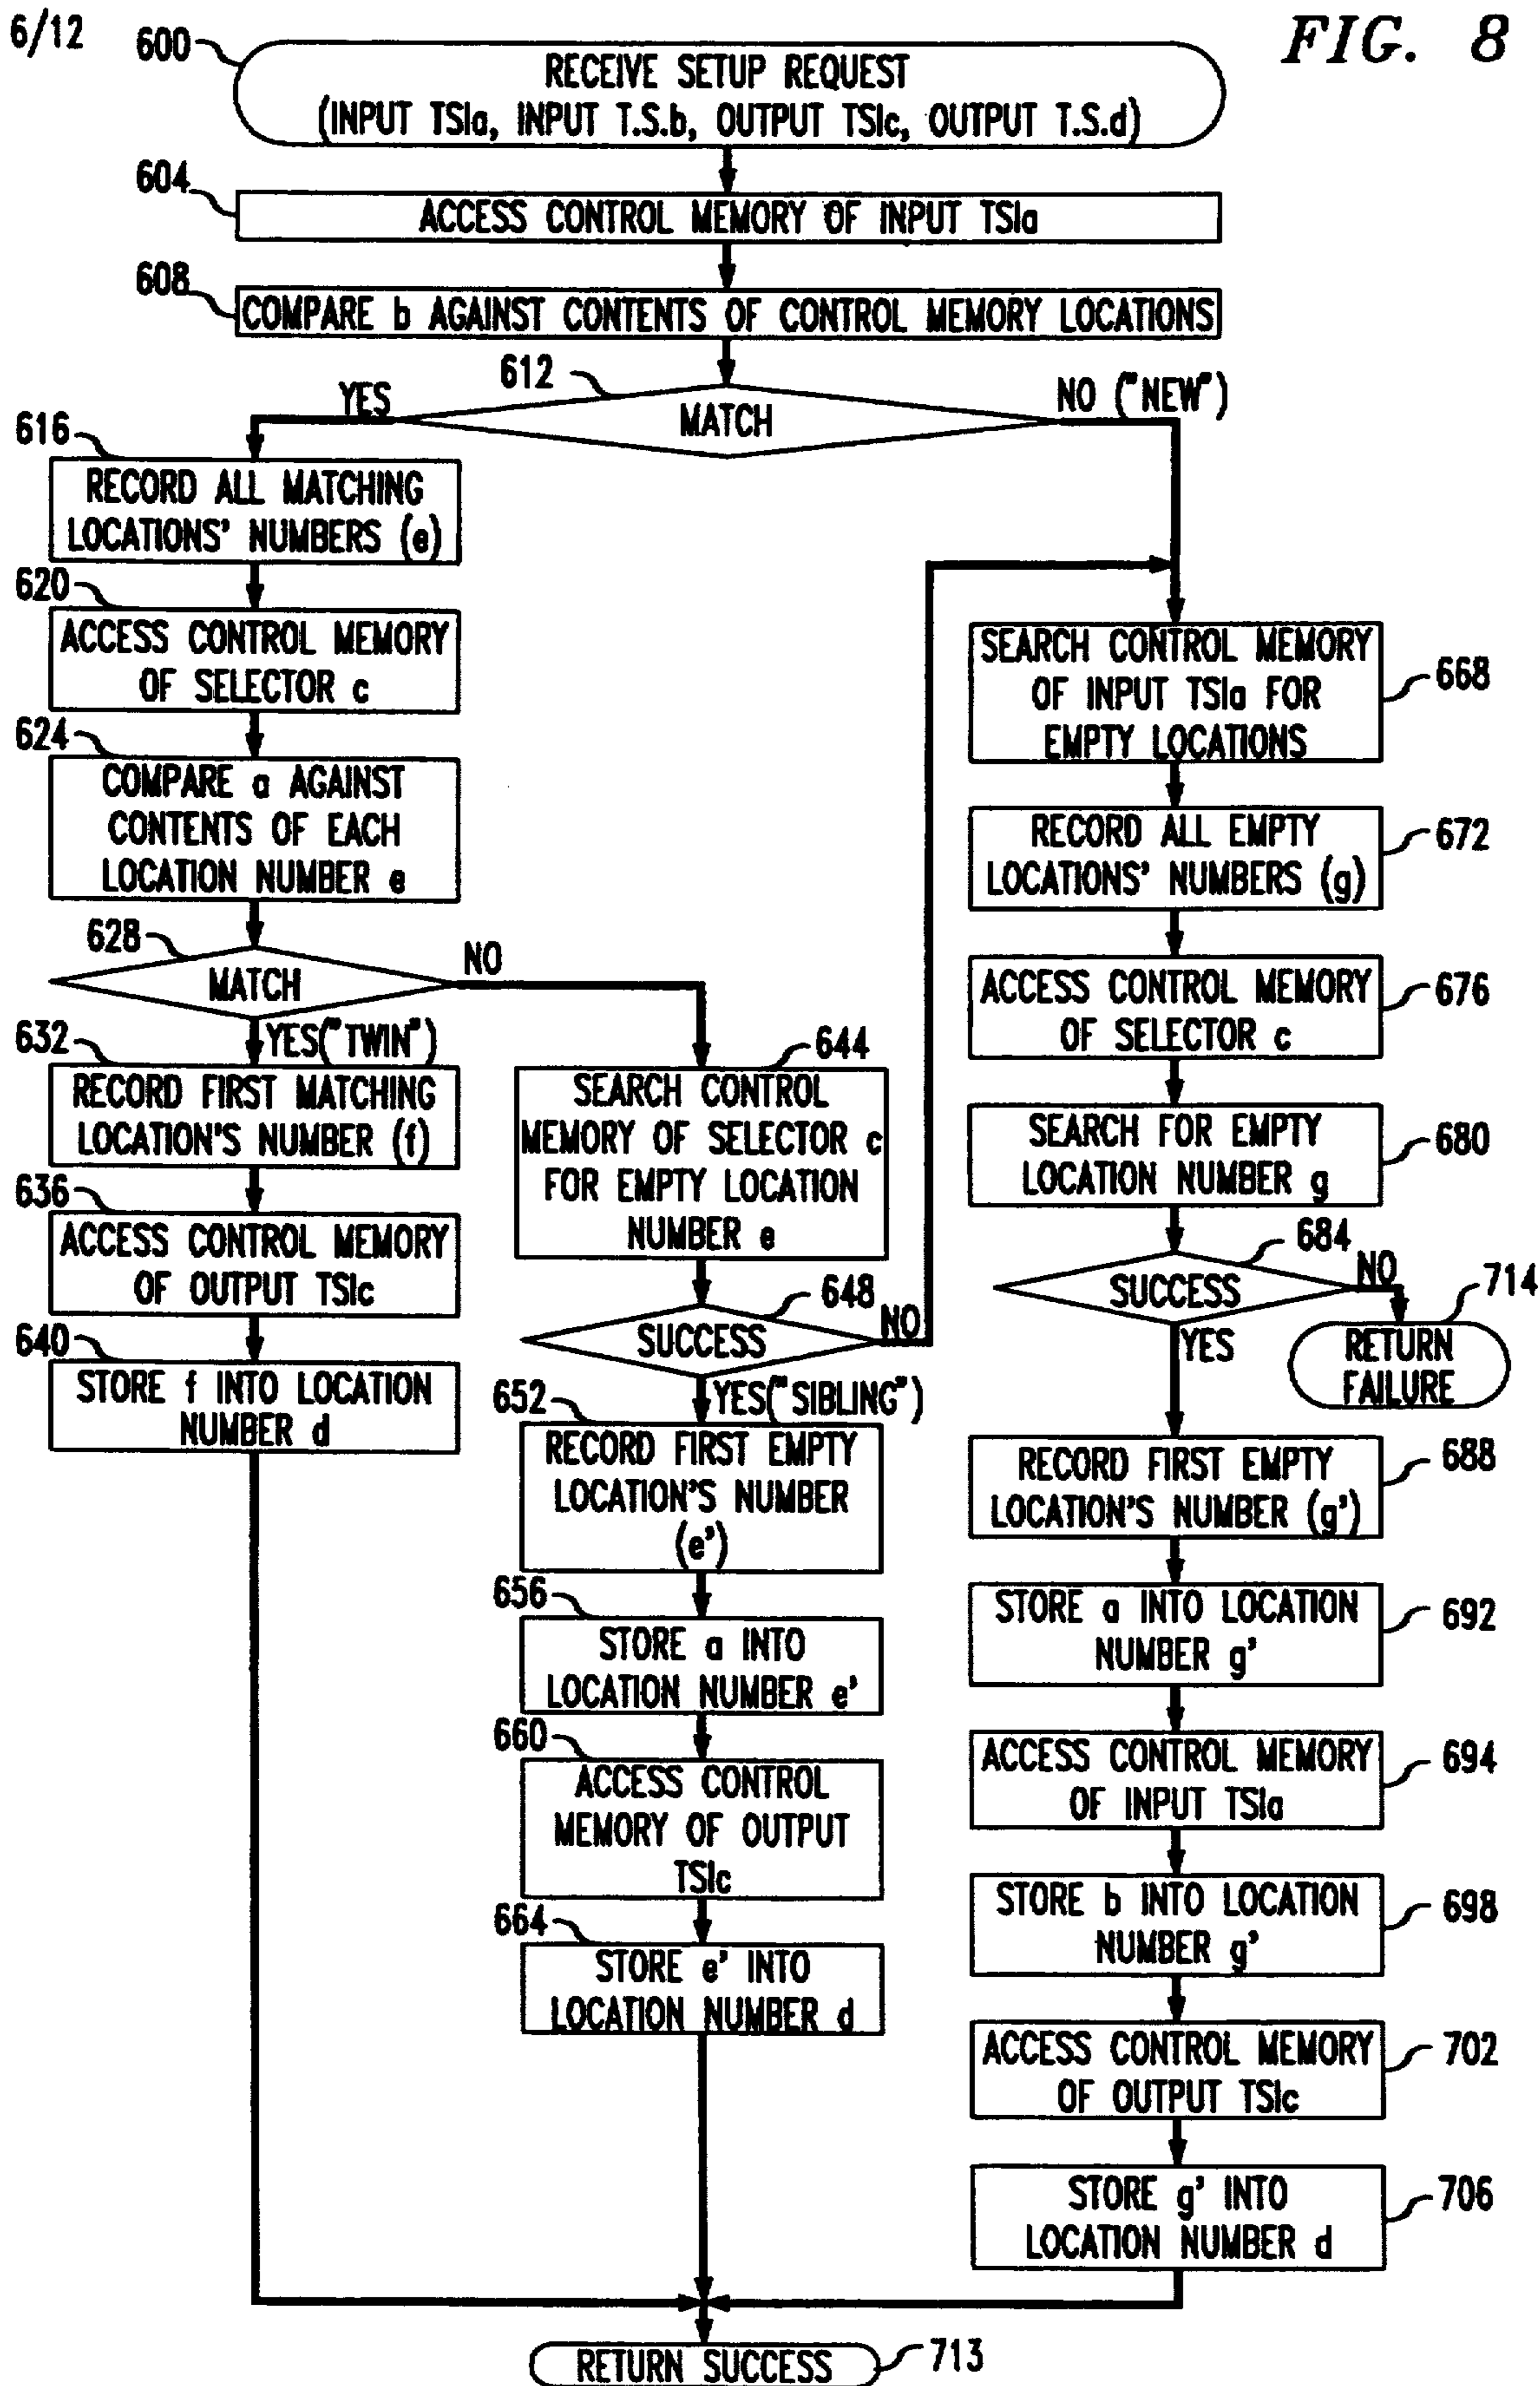 6/12
FIG. 8
600
RECEIVE SETUP REQUEST
(INPUT TSIa, INPUT T.S.b, OUTPUT TSIc, OUTPUT T.S.d)
604
ACCESS CONTROL MEMORY OF INPUT TSIa
608
COMPARE b AGAINST CONTENTS OF CONTROL MEMORY LOCATIONS
612
YES
MATCH
NO ("NEW")
616
RECORD ALL MATCHING
LOCATIONS' NUMBERS (e)
620
ACCESS CONTROL MEMORY
OF SELECTOR c
624
COMPARE a AGAINST
CONTENTS OF EACH
LOCATION NUMBER e
628
MATCH
NO
YES("TWIN")
632
RECORD FIRST MATCHING
LOCATION'S NUMBER (f)
636
ACCESS CONTROL MEMORY
OF OUTPUT TSIc
640
STORE f INTO LOCATION
NUMBER d
644
SEARCH CONTROL
MEMORY OF SELECTOR c
FOR EMPTY LOCATION
NUMBER e
648
SUCCESS
NO
YES("SIBLING")
652
RECORD FIRST EMPTY
LOCATION'S NUMBER
(e')
656
STORE a INTO
LOCATION NUMBER e'
660
ACCESS CONTROL
MEMORY OF OUTPUT
TSIc
664
STORE e' INTO
LOCATION NUMBER d
SEARCH CONTROL MEMORY
OF INPUT TSIa FOR
EMPTY LOCATIONS
668
RECORD ALL EMPTY
LOCATIONS' NUMBERS (g)
672
ACCESS CONTROL MEMORY
OF SELECTOR c
676
SEARCH FOR EMPTY
LOCATION NUMBER g
680
684
SUCCESS
NO
YES
714
RETURN
FAILURE
RECORD FIRST EMPTY
LOCATION'S NUMBER (g')
688
STORE a INTO LOCATION
NUMBER g'
692
ACCESS CONTROL MEMORY
OF INPUT TSIa
694
STORE b INTO LOCATION
NUMBER g'
698
ACCESS CONTROL MEMORY
OF OUTPUT TSIc
702
STORE g' INTO
LOCATION NUMBER d
706
RETURN SUCCESS
713